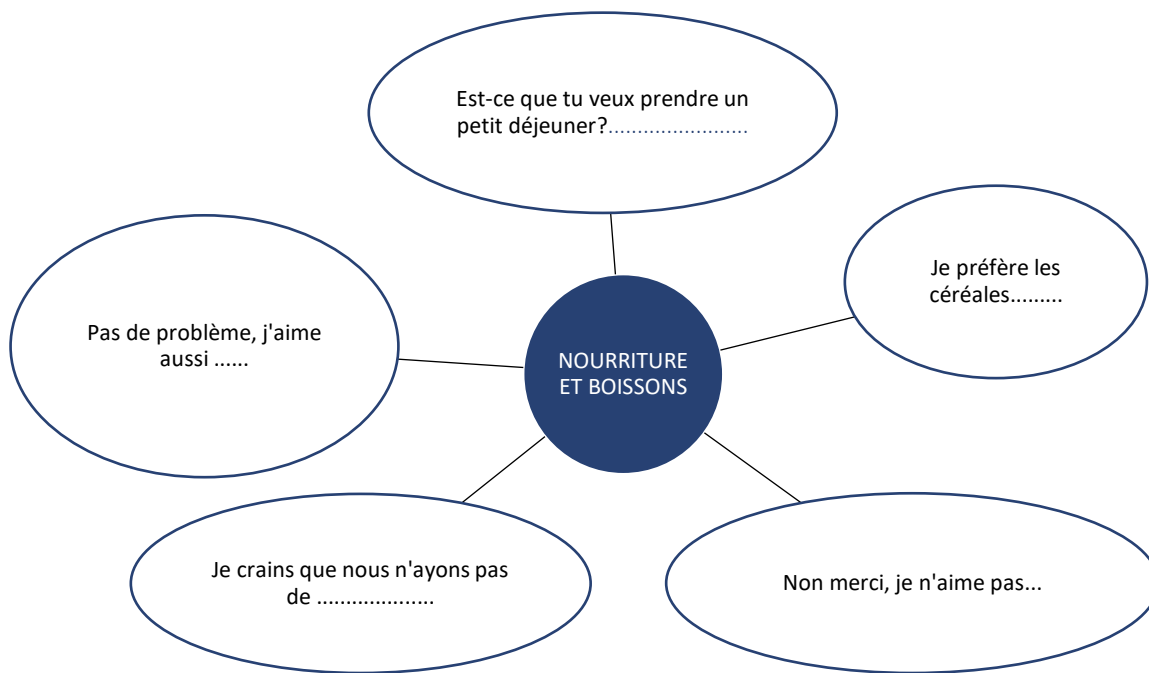 Est-ce que tu veux prendre un
petit déjeuner?........................
Je préfère les
céréales.........
Pas de problème, j'aime
aussi ......
NOURRITURE
ET BOISSONS
Je crains que nous n'ayons pas
de ....................
Non merci, je n'aime pas...